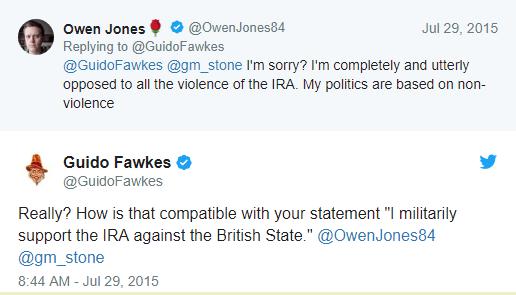 Owen Jones🌹 @OwenJones84 Jul 29, 2015
Replying to @GuidoFawkes
@GuidoFawkes @gm_stone I'm sorry? I'm completely and utterly
opposed to all the violence of the IRA. My politics are based on non-
violence
Guido Fawkes
@GuidoFawkes
Really? How is that compatible with your statement "I militarily
support the IRA against the British State." @OwenJones84
@gm_stone
8:44 AM - Jul 29, 2015